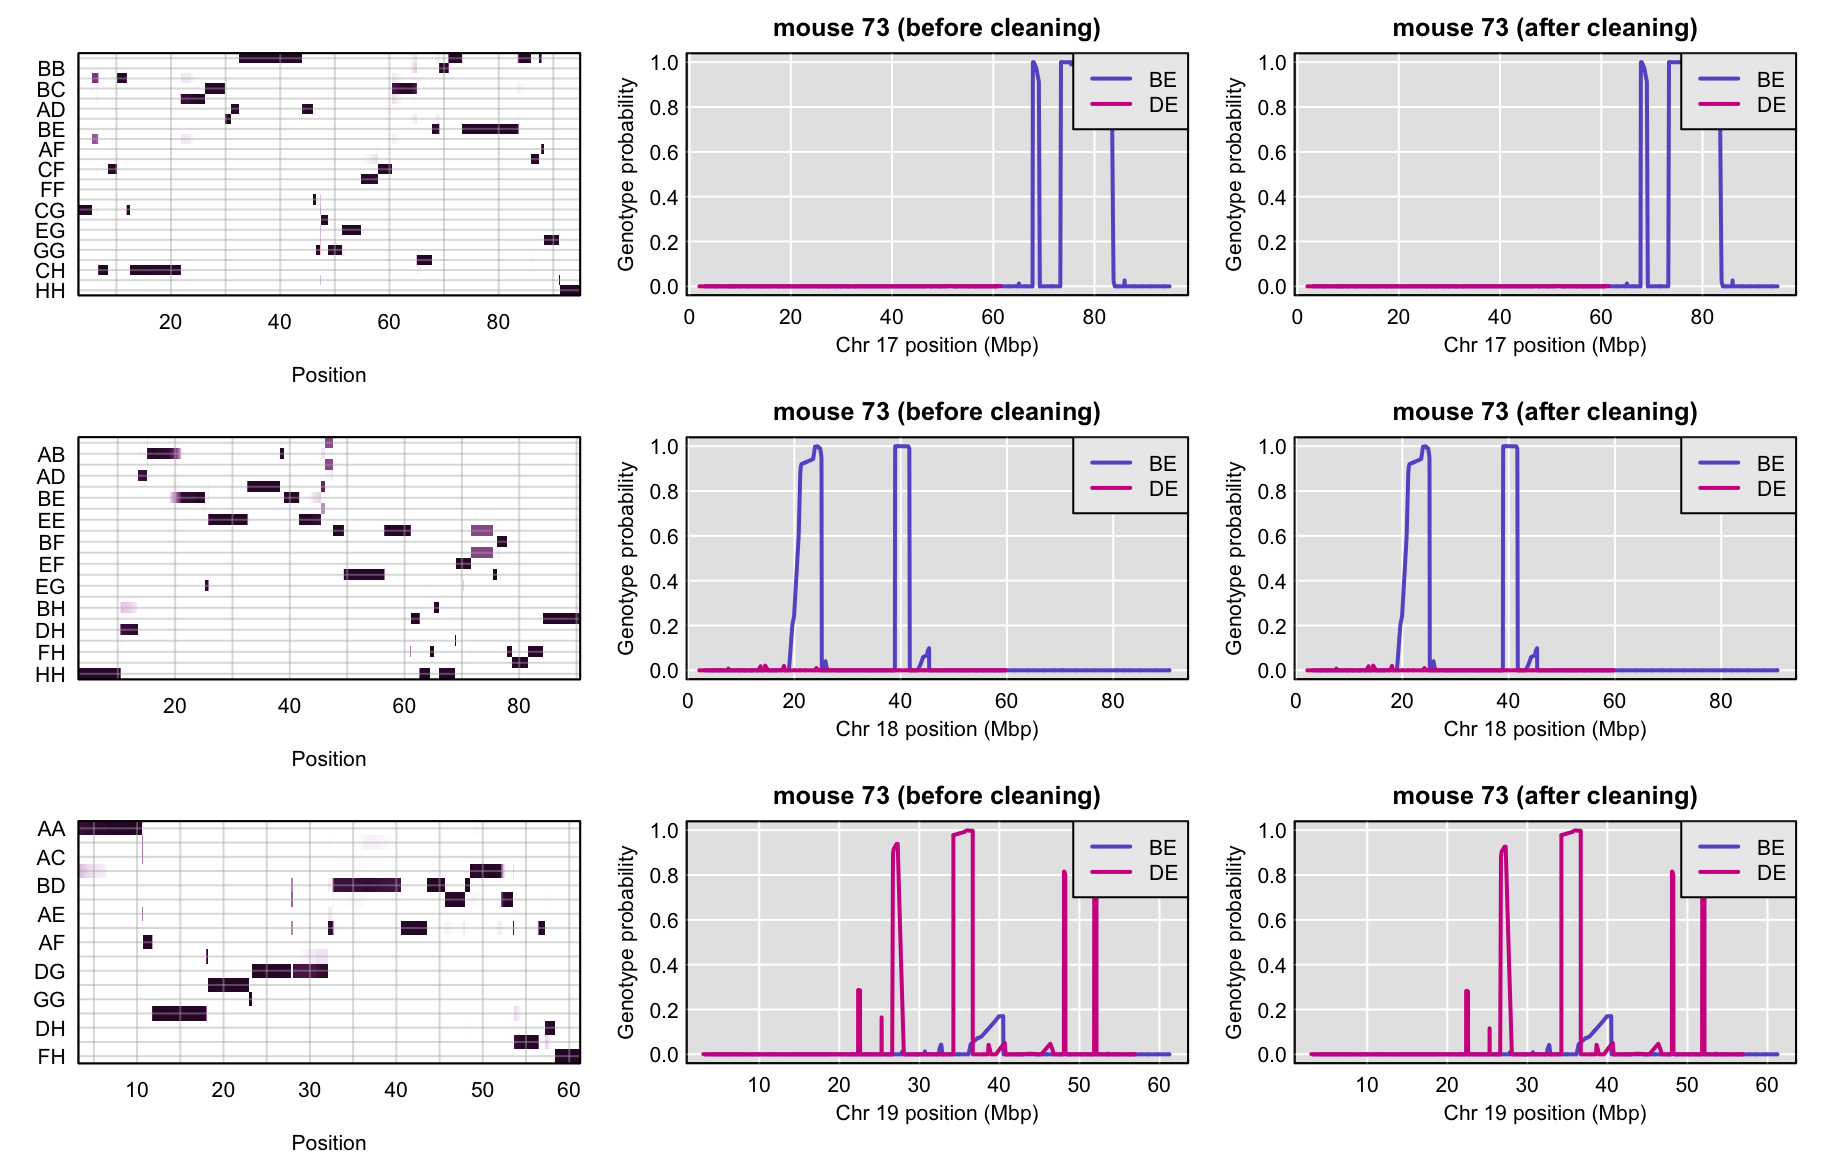 mouse 73 (before cleaning)
mouse 73 (after cleaning)
BB
BC
AD
BE
AF
CF
FF
CG
EG
GG
CH
HH
20 40 60 80
Position
Genotype probability
1.0
0.8
0.6
0.4
0.2
0.0
0 20 40 60 80
Chr 17 position (Mbp)
BE
DE
Genotype probability
1.0
0.8
0.6
0.4
0.2
0.0
0 20 40 60 80
Chr 17 position (Mbp)
BE
DE
mouse 73 (before cleaning)
mouse 73 (after cleaning)
AB
AD
BE
EE
BF
EF
EG
BH
DH
FH
HH
20 40 60 80
Position
Genotype probability
1.0
0.8
0.6
0.4
0.2
0.0
0 20 40 60 80
Chr 18 position (Mbp)
BE
DE
Genotype probability
1.0
0.8
0.6
0.4
0.2
0.0
0 20 40 60 80
Chr 18 position (Mbp)
BE
DE
mouse 73 (before cleaning)
mouse 73 (after cleaning)
AA
AC
BD
AE
AF
DG
GG
DH
FH
10 20 30 40 50 60
Position
Genotype probability
1.0
0.8
0.6
0.4
0.2
0.0
10 20 30 40 50 60
Chr 19 position (Mbp)
BE
DE
Genotype probability
1.0
0.8
0.6
0.4
0.2
0.0
10 20 30 40 50 60
Chr 19 position (Mbp)
BE
DE